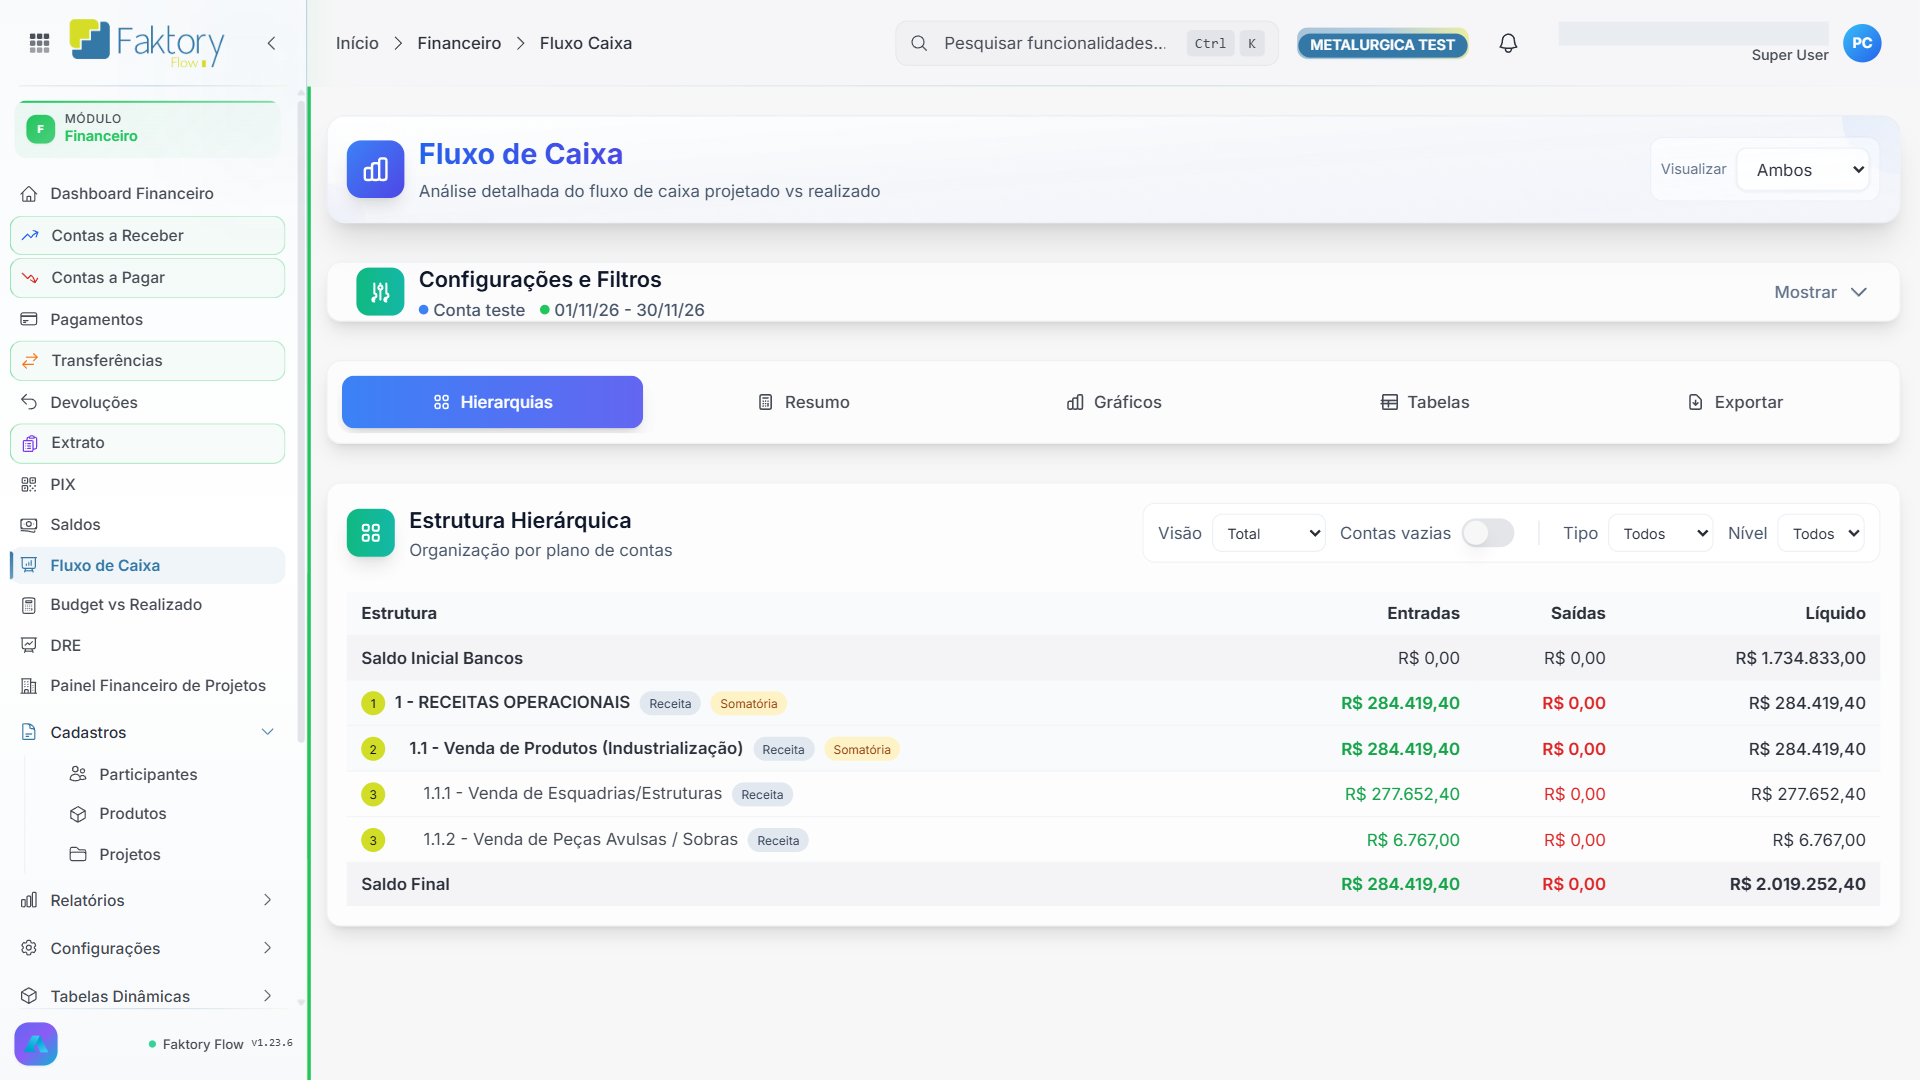 Faktory
Flow
Início > Financeiro > Fluxo Caixa
Pesquisar funcionalidades... Ctrl K
METALURGICA TEST
Super User
PC
F
MÓDULO
Financeiro
Dashboard Financeiro
Contas a Receber
Contas a Pagar
Pagamentos
Transferências
Devoluções
Extrato
PIX
Saldos
Fluxo de Caixa
Budget vs Realizado
DRE
Painel Financeiro de Projetos
Cadastros
Participantes
Produtos
Projetos
Relatórios
Configurações
Tabelas Dinâmicas
Faktory Flow v1.23.6
Fluxo de Caixa
Análise detalhada do fluxo de caixa projetado vs realizado
Visualizar Ambos
Configurações e Filtros
Conta teste 01/11/26 - 30/11/26
Mostrar
Hierarquias Resumo Gráficos Tabelas Exportar
Estrutura Hierárquica
Organização por plano de contas
Visão Total Contas vazias Tipo Todos Nível Todos
Estrutura Entradas Saídas Líquido
Saldo Inicial Bancos R$ 0,00 R$ 0,00 R$ 1.734.833,00
1 1 - RECEITAS OPERACIONAIS Receita Somatória R$ 284.419,40 R$ 0,00 R$ 284.419,40
2 1.1 - Venda de Produtos (Industrialização) Receita Somatória R$ 284.419,40 R$ 0,00 R$ 284.419,40
3 1.1.1 - Venda de Esquadrias/Estruturas Receita R$ 277.652,40 R$ 0,00 R$ 277.652,40
3 1.1.2 - Venda de Peças Avulsas / Sobras Receita R$ 6.767,00 R$ 0,00 R$ 6.767,00
Saldo Final R$ 284.419,40 R$ 0,00 R$ 2.019.252,40